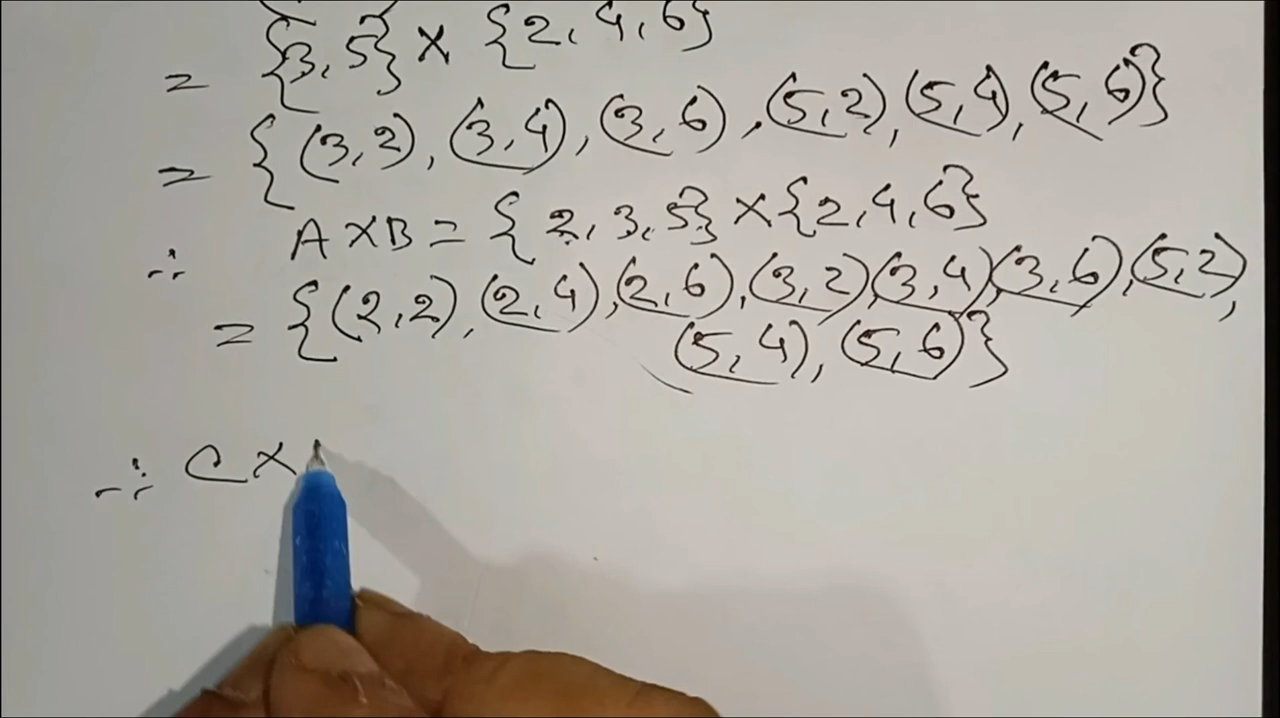 = {3,5} × {2,4,6}
= {(3,2), (3,4), (3,6), (5,2), (5,4), (5,6)}
∴ A×B = {2,3,5} × {2,4,6}
= {(2,2), (2,4), (2,6), (3,2) (3,4), (3,6), (5,2),
(5,4), (5,6)}
∴ C×